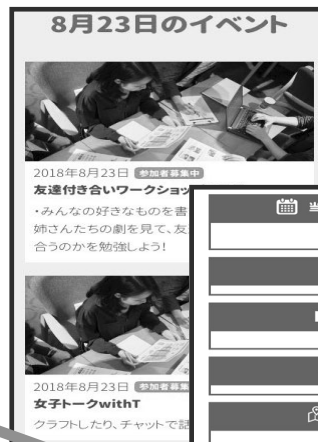 8月23日のイベント
2018年8月23日 参加者募集中
友達付き合いワークショッ
・みんなの好きなものを書
姉さんたちの劇を見て、友
合うのかを勉強しよう!
2018年8月23日 参加者募集
女子トークwithT
クラフトしたり、チャットで話